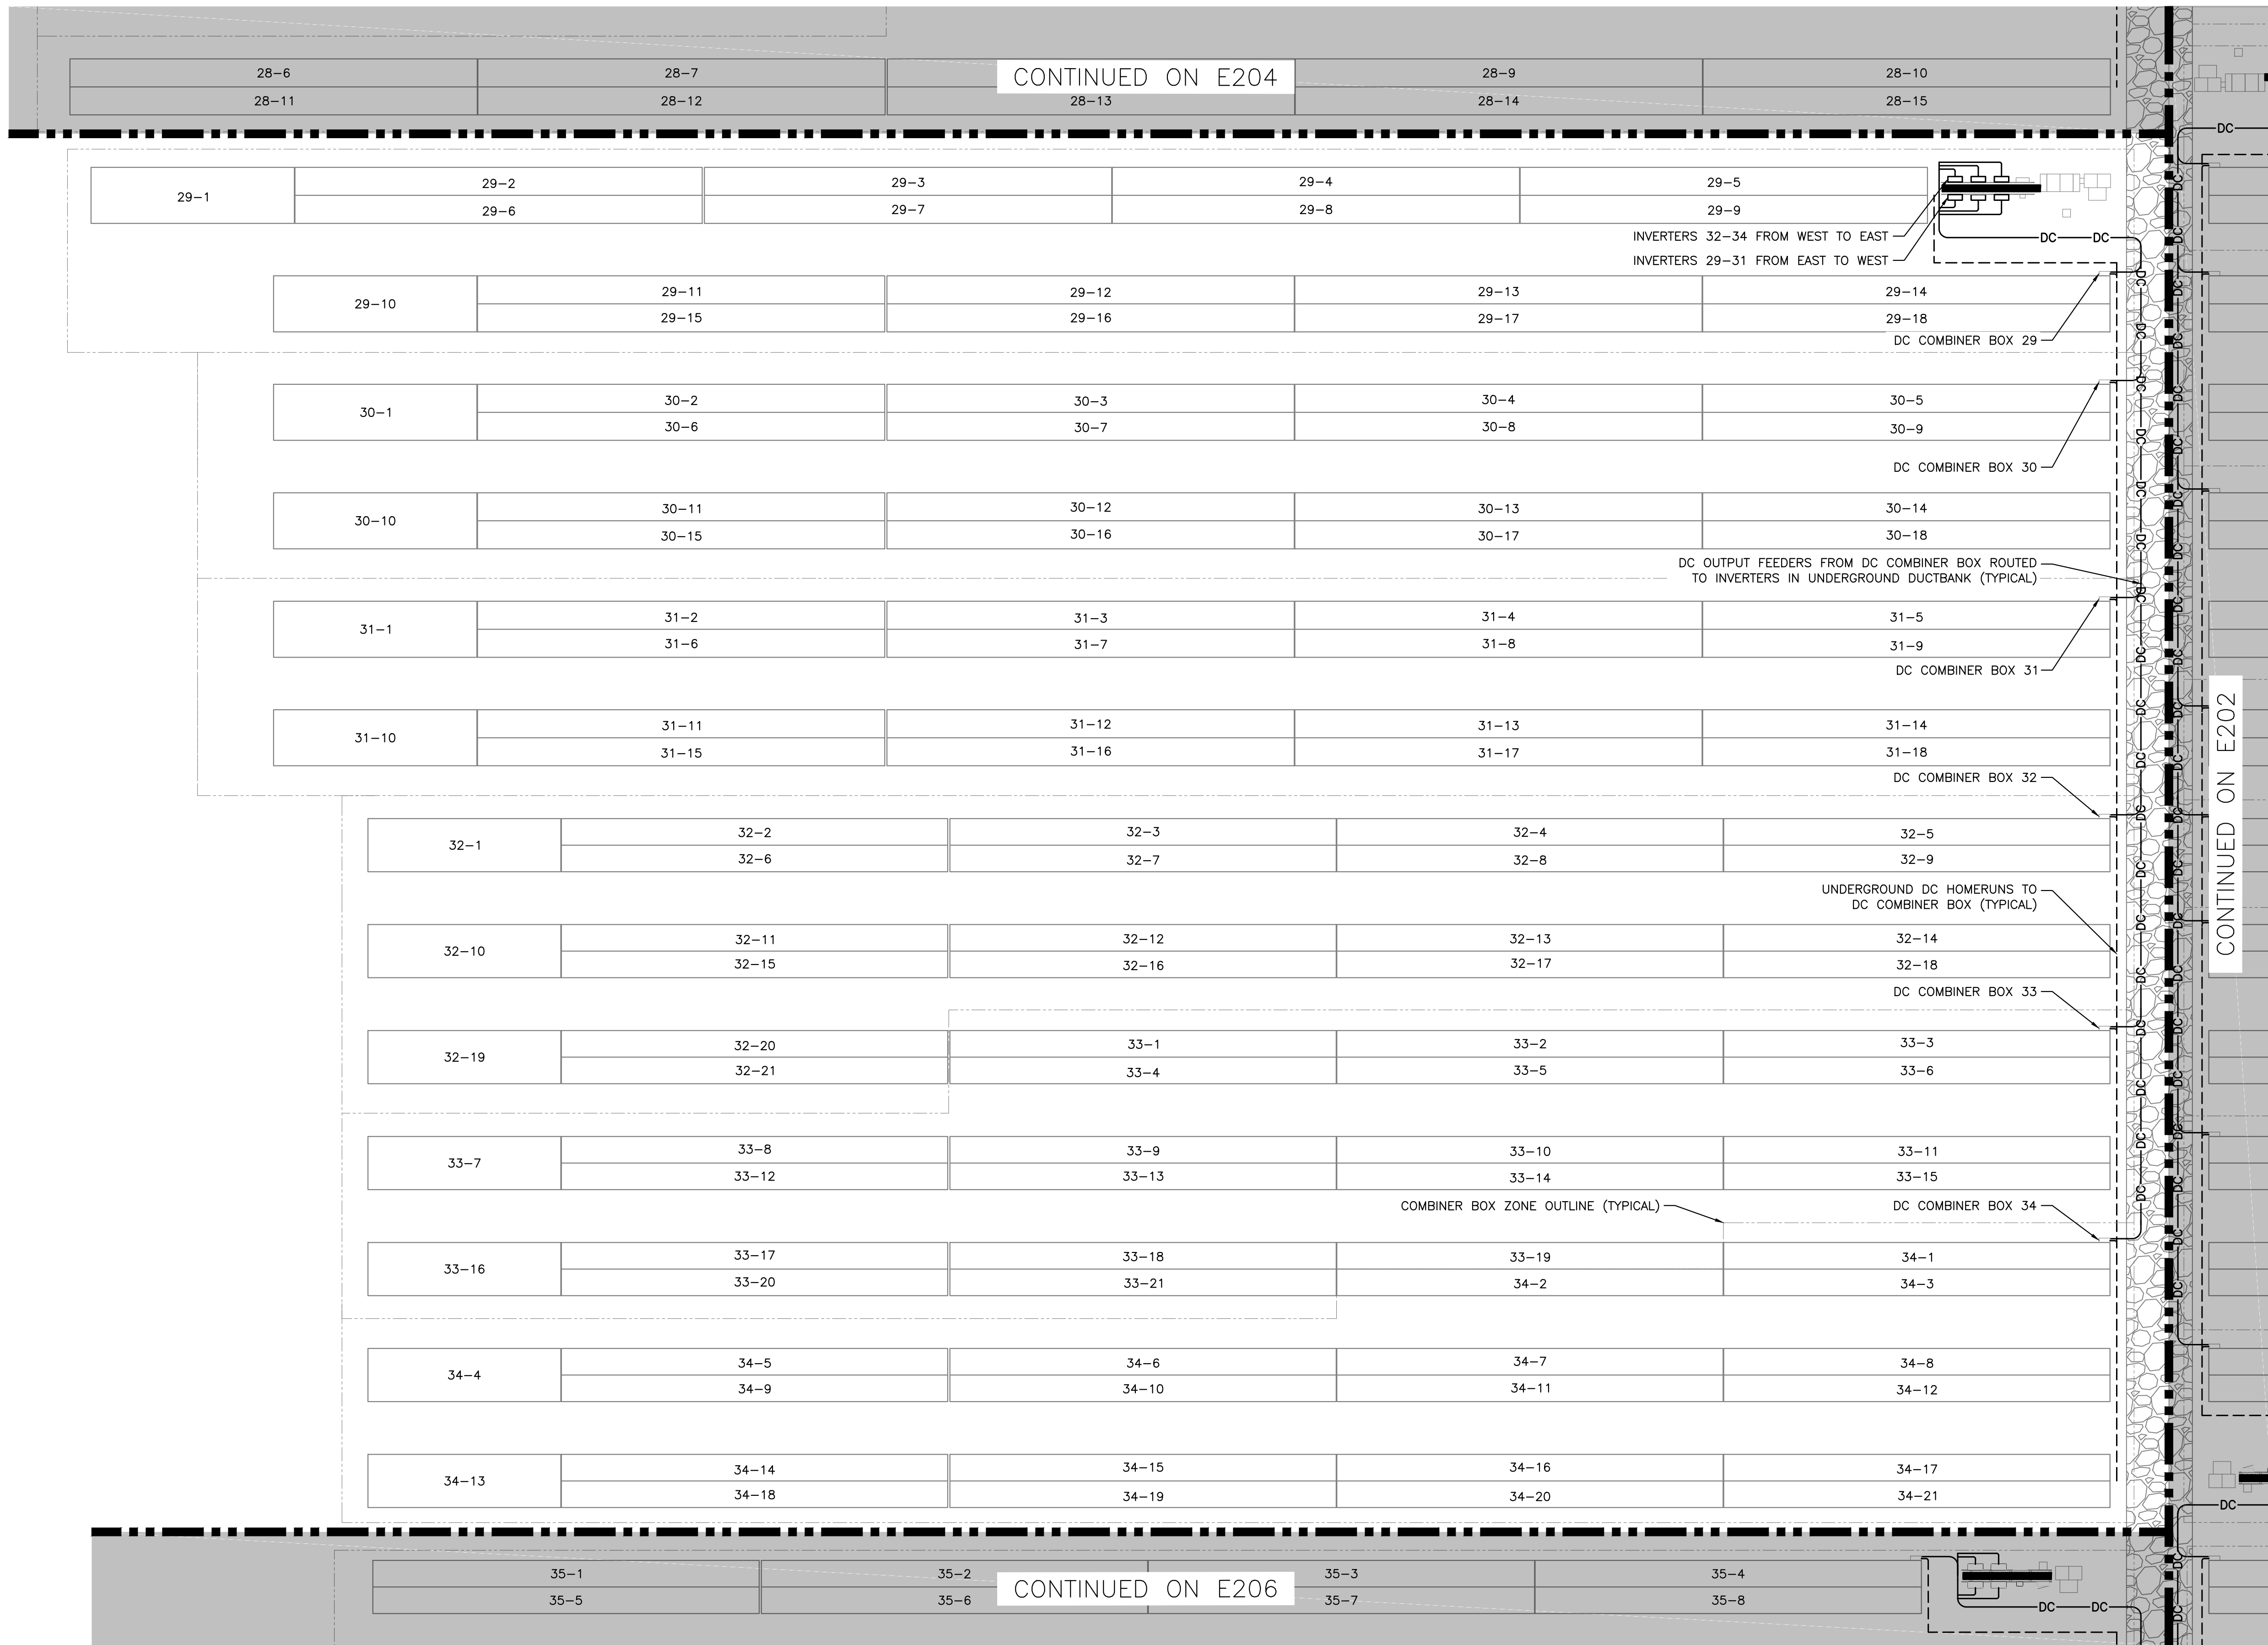 28-6 28-7 28-9 28-10
CONTINUED ON E204
28-11 28-12 28-13 28-14 28-15
DC
29-1
29-2 29-3 29-4 29-5
29-6 29-7 29-8 29-9
INVERTERS 32-34 FROM WEST TO EAST
DC DC
INVERTERS 29-31 FROM EAST TO WEST
29-10
29-11 29-12 29-13 29-14
29-15 29-16 29-17 29-18
DC COMBINER BOX 29
30-1
30-2 30-3 30-4 30-5
30-6 30-7 30-8 30-9
DC COMBINER BOX 30
30-10
30-11 30-12 30-13 30-14
30-15 30-16 30-17 30-18
DC OUTPUT FEEDERS FROM DC COMBINER BOX ROUTED
TO INVERTERS IN UNDERGROUND DUCTBANK (TYPICAL)
31-1
31-2 31-3 31-4 31-5
31-6 31-7 31-8 31-9
DC COMBINER BOX 31
31-10
31-11 31-12 31-13 31-14
31-15 31-16 31-17 31-18
DC COMBINER BOX 32
CONTINUED ON E202
32-1
32-2 32-3 32-4 32-5
32-6 32-7 32-8 32-9
UNDERGROUND DC HOMERUNS TO
DC COMBINER BOX (TYPICAL)
32-10
32-11 32-12 32-13 32-14
32-15 32-16 32-17 32-18
DC COMBINER BOX 33
32-19
32-20 33-1 33-2 33-3
32-21 33-4 33-5 33-6
33-7
33-8 33-9 33-10 33-11
33-12 33-13 33-14 33-15
COMBINER BOX ZONE OUTLINE (TYPICAL)
DC COMBINER BOX 34
33-16
33-17 33-18 33-19 34-1
33-20 33-21 34-2 34-3
34-4
34-5 34-6 34-7 34-8
34-9 34-10 34-11 34-12
34-13
34-14 34-15 34-16 34-17
34-18 34-19 34-20 34-21
DC
35-1 35-2 35-3 35-4
CONTINUED ON E206
35-5 35-6 35-7 35-8
DC DC